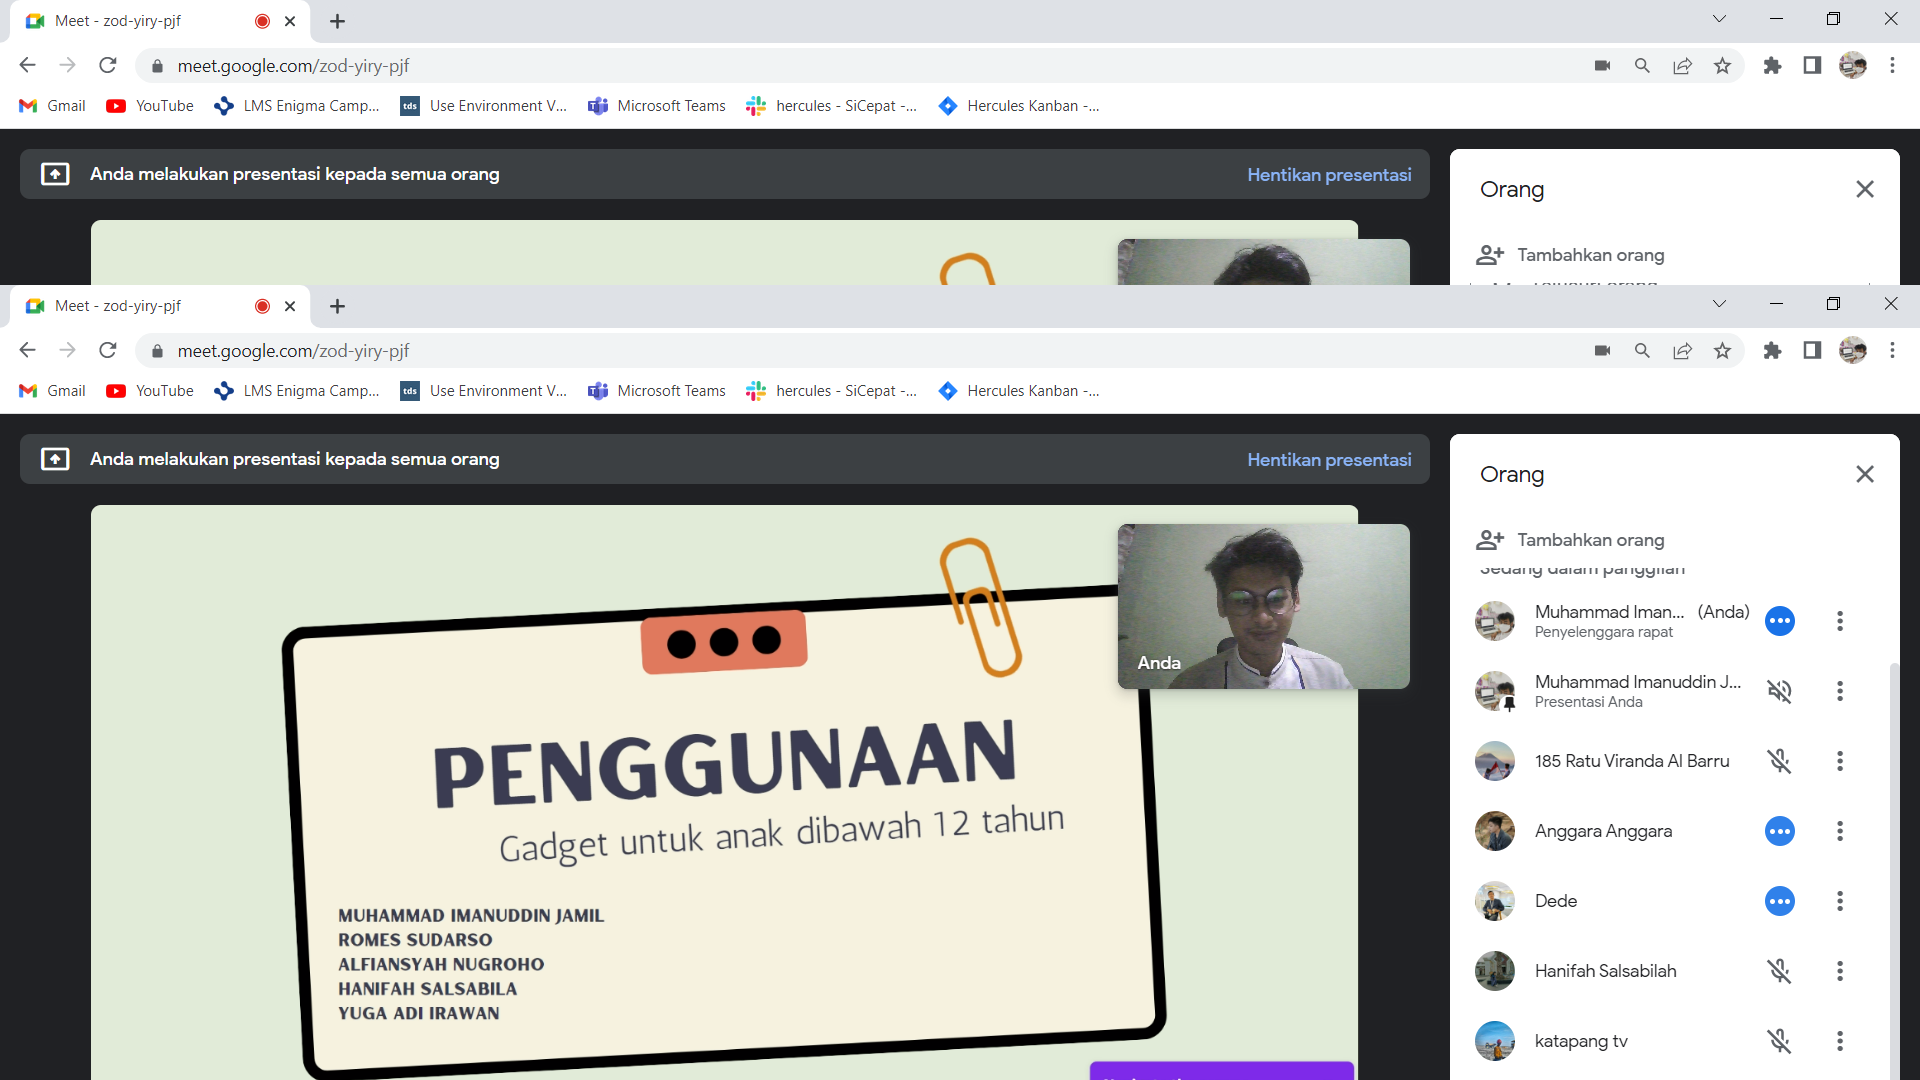 Meet - zod-yiry-pjf
meet.google.com/zod-yiry-pjf
Gmail
YouTube
LMS Enigma Camp...
tds
Use Environment V...
Microsoft Teams
hercules - SiCepat -...
Hercules Kanban -...
Anda melakukan presentasi kepada semua orang
Hentikan presentasi
Orang
Tambahkan orang
Meet - zod-yiry-pjf
meet.google.com/zod-yiry-pjf
Gmail
YouTube
LMS Enigma Camp...
tds
Use Environment V...
Microsoft Teams
hercules - SiCepat -...
Hercules Kanban -...
Anda melakukan presentasi kepada semua orang
Hentikan presentasi
Anda
PENGGUNAAN
Gadget untuk anak dibawah 12 tahun
MUHAMMAD IMANUDDIN JAMIL
ROMES SUDARSO
ALFIANSYAH NUGROHO
HANIFAH SALSABILA
YUGA ADI IRAWAN
Orang
Tambahkan orang
Sedang dalam panggilan
Muhammad Iman... (Anda)
Penyelenggara rapat
Muhammad Imanuddin J...
Presentasi Anda
185 Ratu Viranda Al Barru
Anggara Anggara
Dede
Hanifah Salsabilah
katapang tv